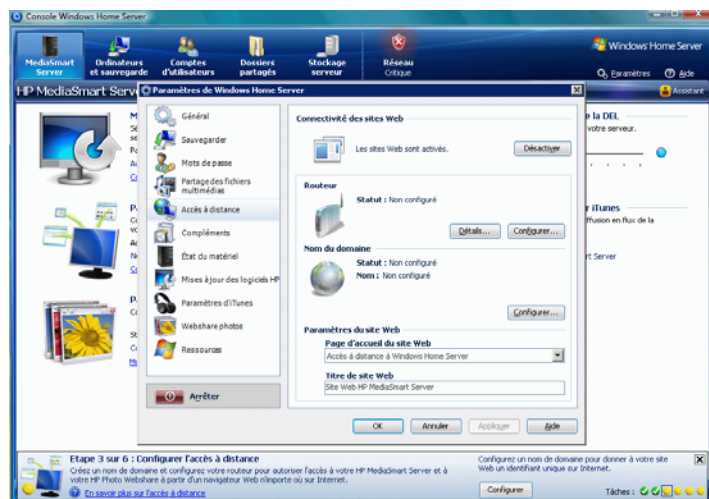 Console Windows Home Server
MediaSmart Server
Ordinateurs et sauvegarde
Comptes d'utilisateurs
Dossiers partagés
Stockage serveur
Réseau
Critique
Windows Home Server
Paramètres
Aide
HP MediaSmart Serv
Assistant
Paramètres de Windows Home Server
Général
Sauvegarder
Mots de passe
Partage des fichiers multimédias
Accès à distance
Compléments
État du matériel
Mises à jour des logiciels HP
Paramètres d'iTunes
Webshare photos
Ressources
Arrêter
Connectivité des sites Web
Les sites Web sont activés.
Désactiver
Routeur
Statut : Non configuré
Détails...
Configurer...
Nom du domaine
Statut : Non configuré
Nom : Non configuré
Configurer...
Paramètres du site Web
Page d'accueil du site Web
Accès à distance à Windows Home Server
Titre de site Web
Site Web HP MediaSmart Server
OK
Annuler
Appliquer
Aide
e la DEL
votre serveur.
r iTunes
ffusion en flux de la
rt Server
Etape 3 sur 6 : Configurer l'accès à distance
Créez un nom de domaine et configurez votre routeur pour autoriser l'accès à votre HP MediaSmart Server et à
votre HP Photo Webshare à partir d'un navigateur Web n'importe où sur Internet.
En savoir plus sur l'accès à distance
Configurez un nom de domaine pour donner à votre site
Web un identifiant unique sur Internet.
Configurer
Tâches :